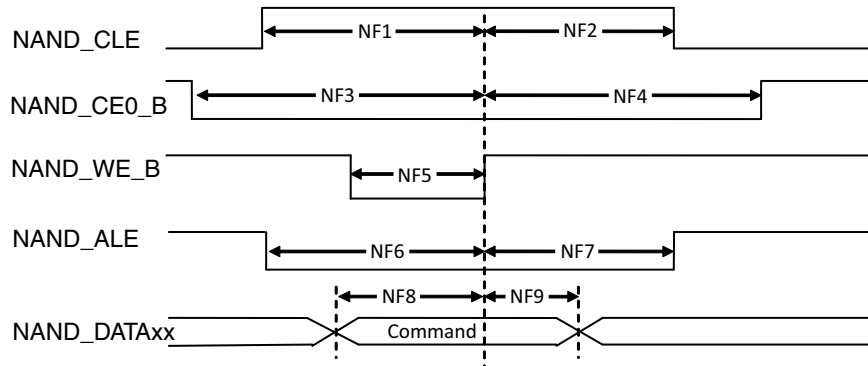 NAND_CLE NF1 NF2
NAND_CE0_B NF3 NF4
NAND_WE_B NF5
NAND_ALE NF6 NF7
NF8 NF9
NAND_DATAxx Command